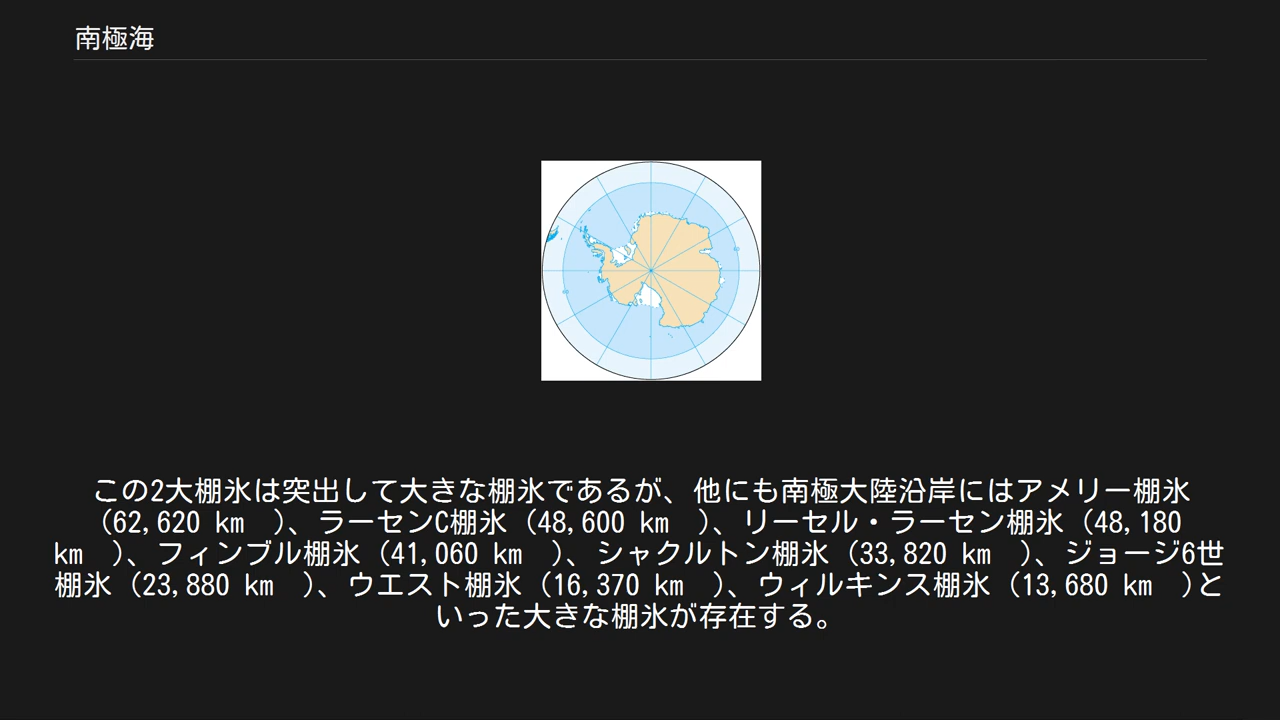 南極海
この2大棚氷は突出して大きな棚氷であるが、他にも南極大陸沿岸にはアメリー棚氷
(62,620 km )、ラーセンC棚氷 (48,600 km )、リーセル・ラーセン棚氷 (48,180
km )、フィンブル棚氷 (41,060 km )、シャクルトン棚氷 (33,820 km )、ジョージ6世
棚氷 (23,880 km )、ウエスト棚氷 (16,370 km )、ウィルキンス棚氷 (13,680 km )と
いった大きな棚氷が存在する。